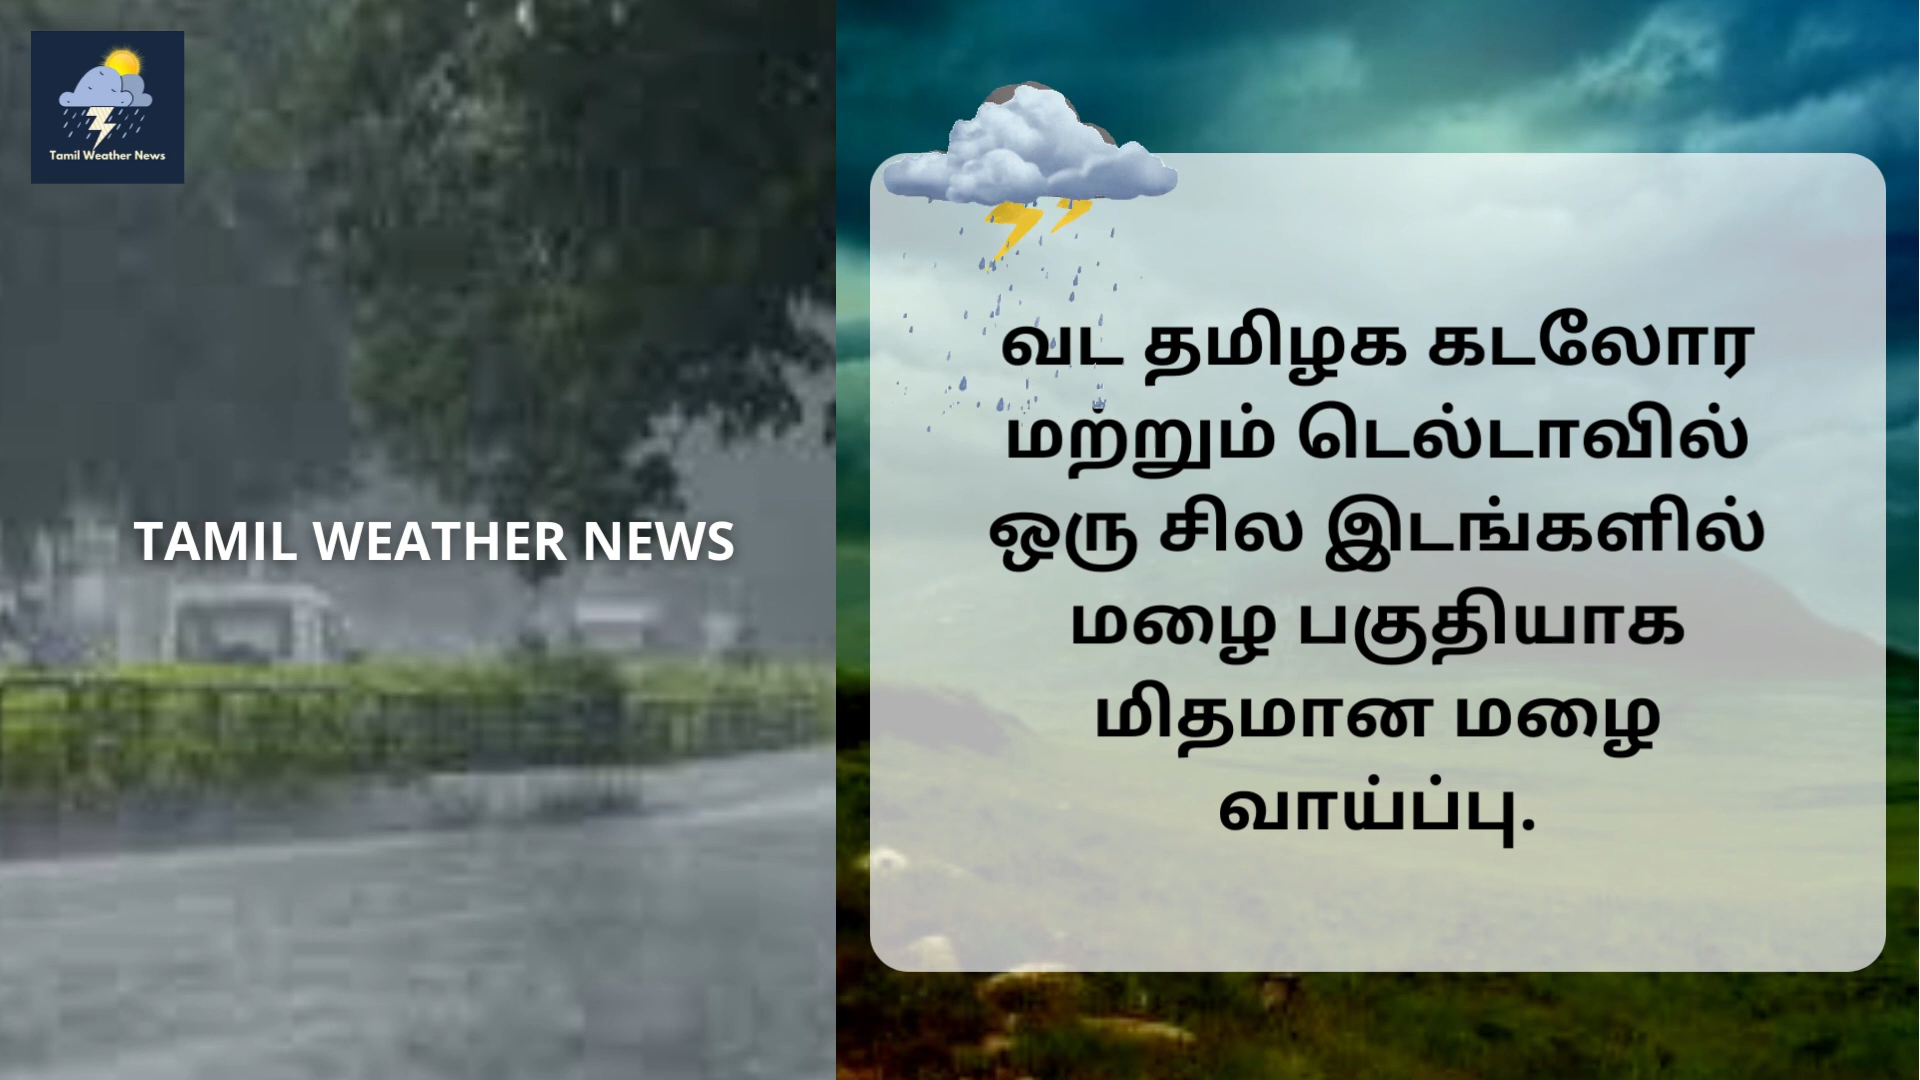 Tamil Weather News
TAMIL WEATHER NEWS
வட தமிழக கடலோர
மற்றும் டெல்டாவில்
ஒரு சில இடங்களில்
மழை பகுதியாக
மிதமான மழை
வாய்ப்பு.